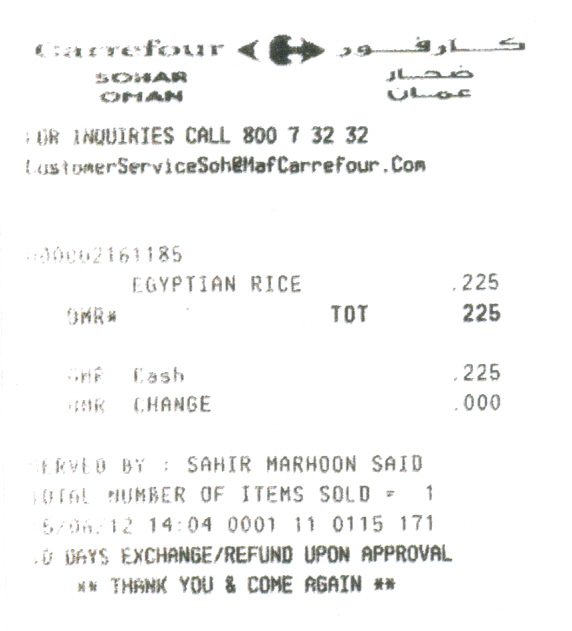 Carrefour كارفور
SOHAR صحار
OMAN عمان
FOR INQUIRIES CALL 800 7 32 32
CustomerServiceSoh@MafCarrefour.Com
EGYPTIAN RICE .225
OMR* TOT 225
OMR Cash .225
OMR CHANGE .000
SERVED BY : SAHIR MARHOON SAID
TOTAL NUMBER OF ITEMS SOLD = 1
14:04 0001 11 0115 171
DAYS EXCHANGE/REFUND UPON APPROVAL
** THANK YOU & COME AGAIN **